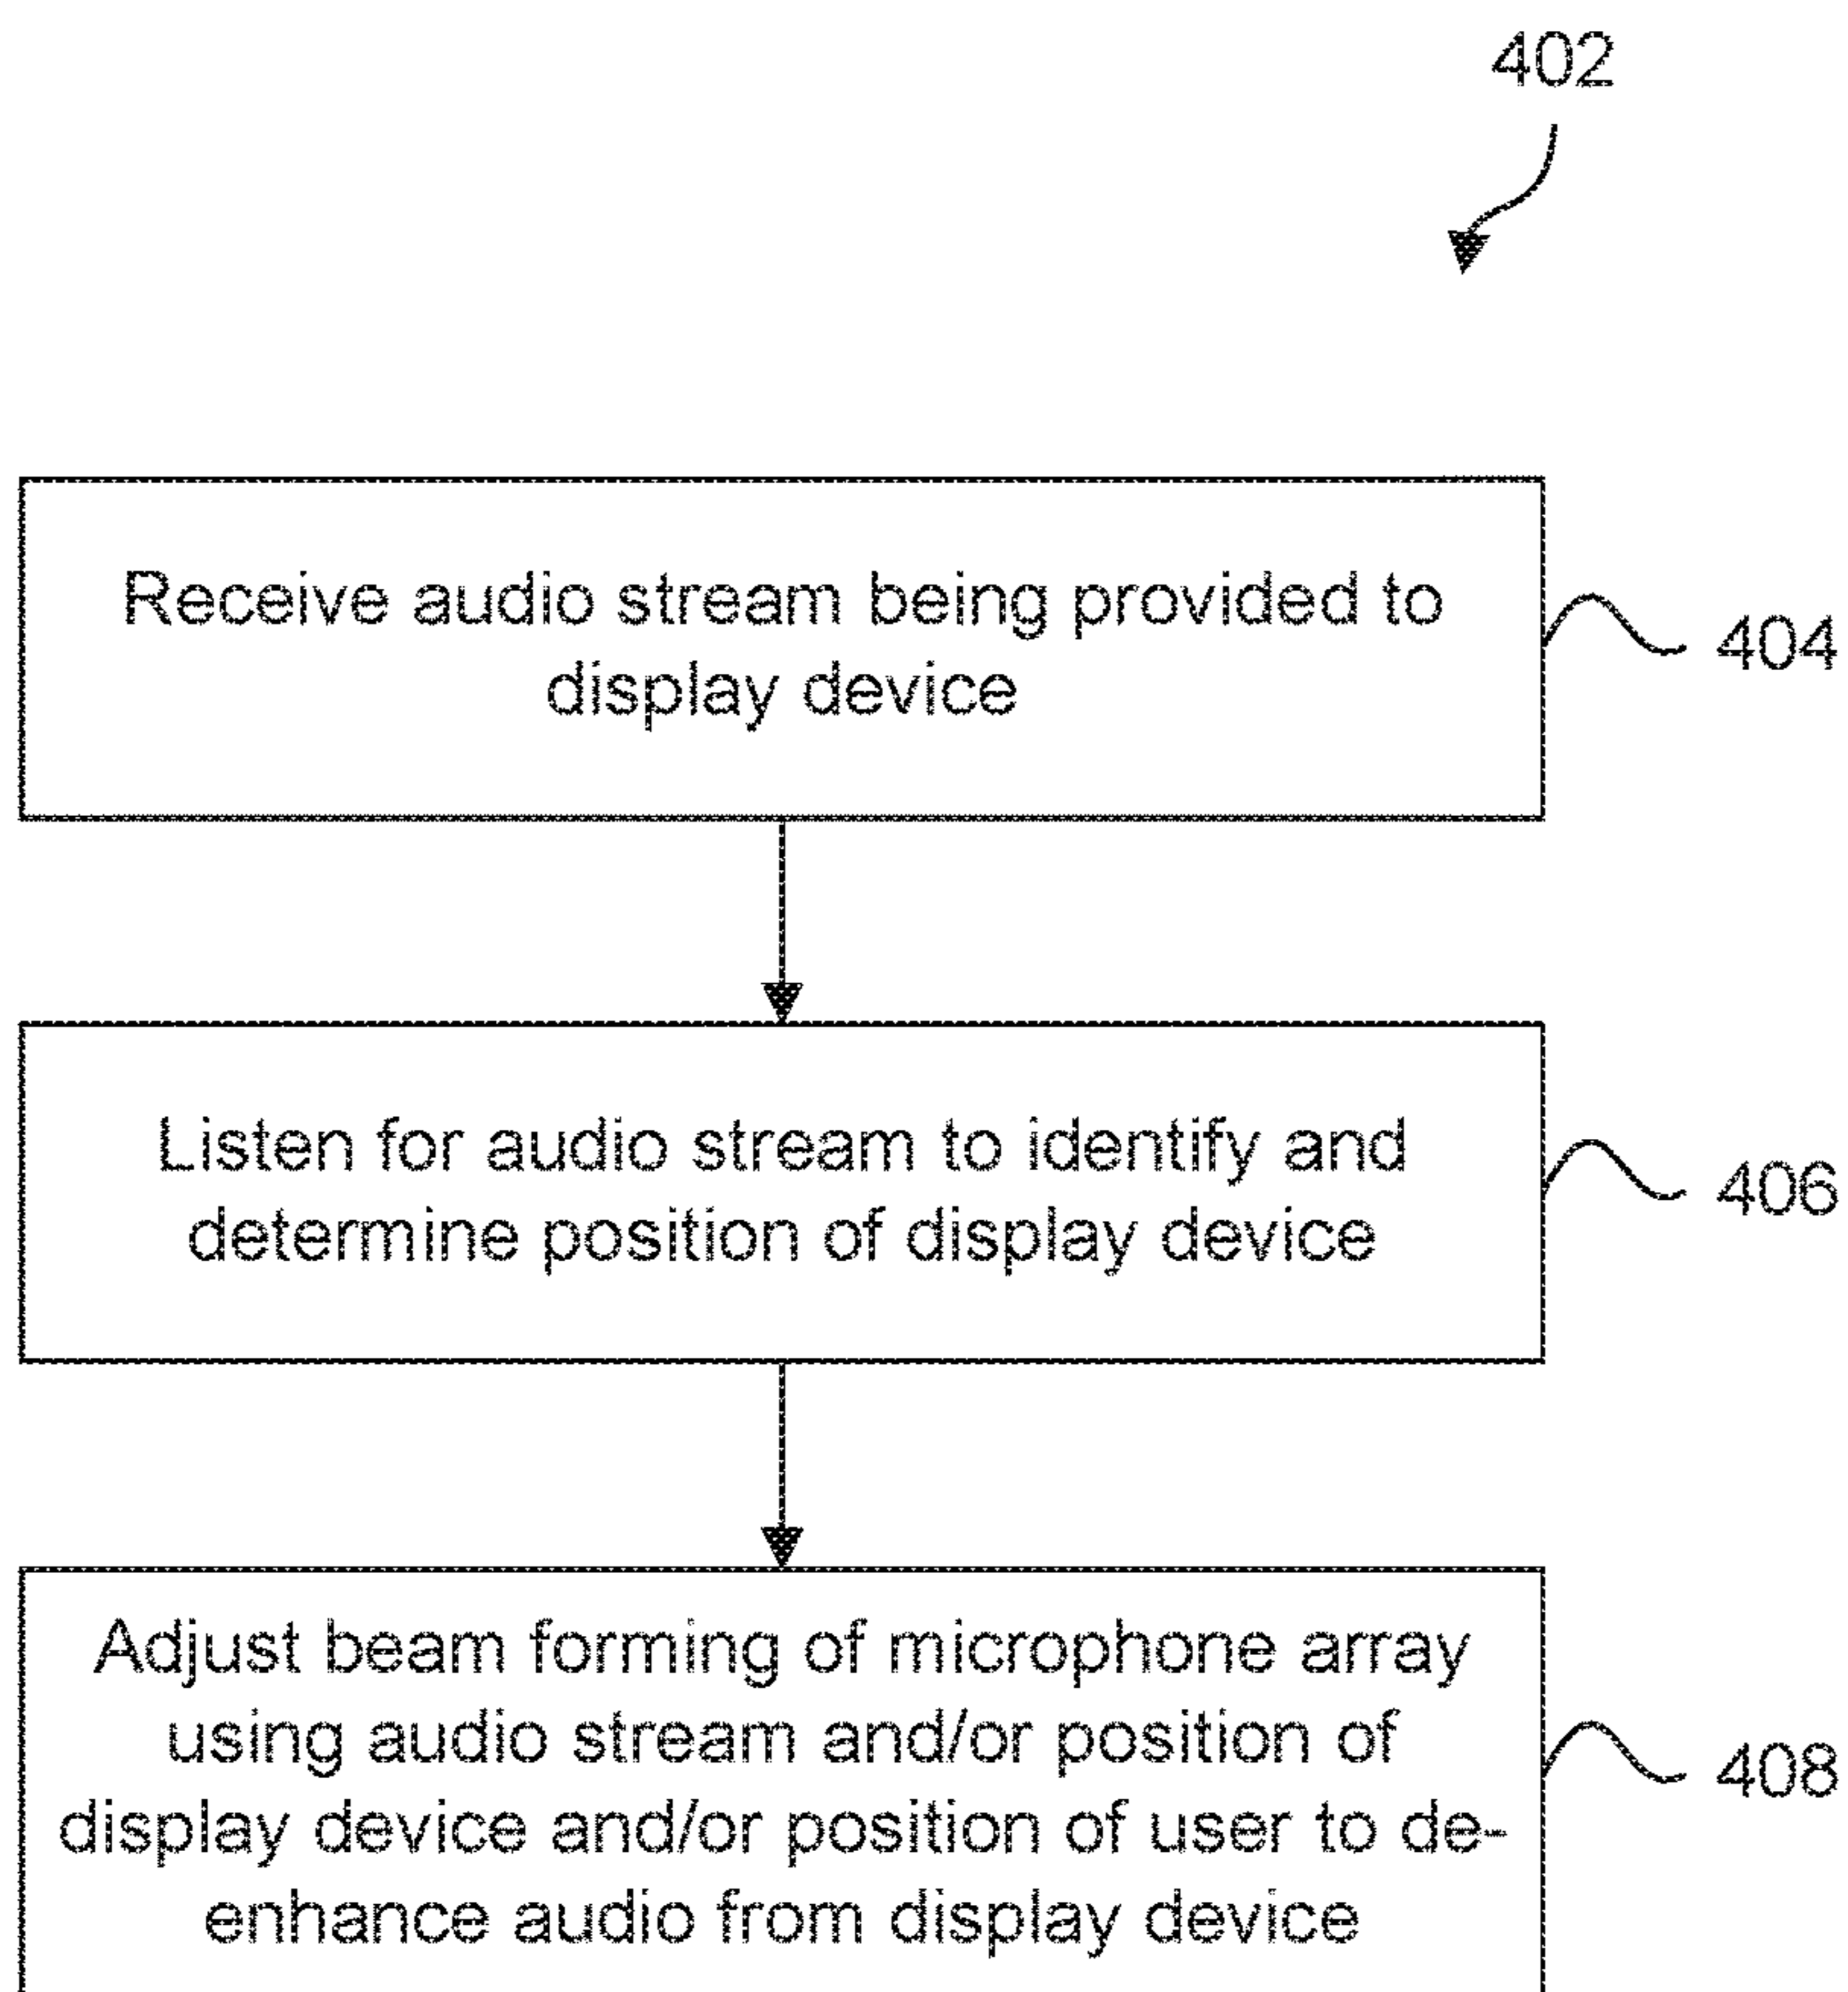 402
Receive audio stream being provided to
display device
404
Listen for audio stream to identify and
determine position of display device
406
Adjust beam forming of microphone array
using audio stream and/or position of
display device and/or position of user to de-
enhance audio from display device
408